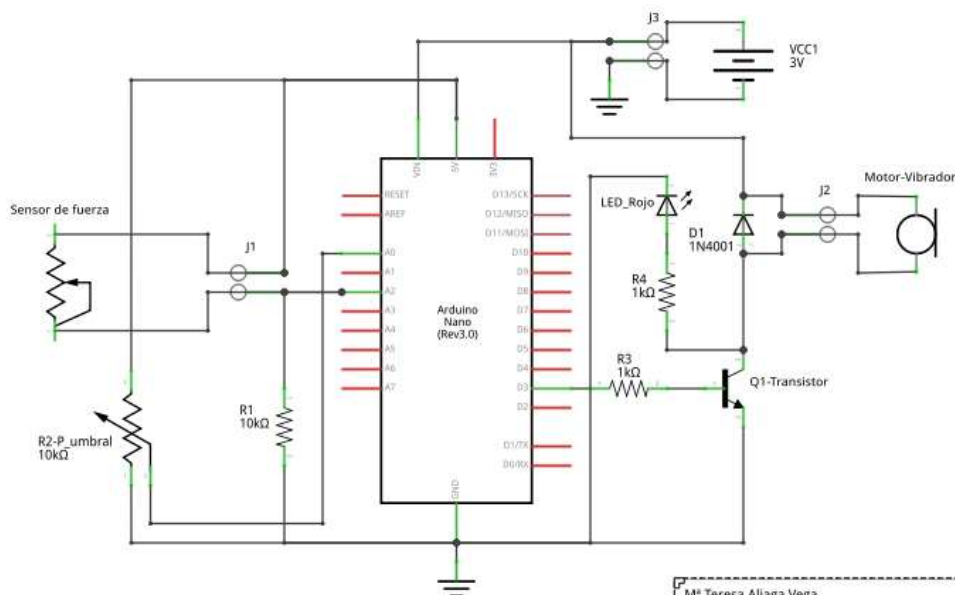 J3
VCC1
3V
VIN
5V
3V3
RESET
AREF
A0
A1
A2
A3
A4
A5
A6
A7
D13/SCK
D12/MISO
D11/MOSI
D10
D9
D8
D7
D6
D5
D4
D3
D2
D1/TX
D0/RX
GND
Arduino
Nano
(Rev3.0)
Sensor de fuerza
J1
LED_Rojo
D1
1N4001
J2
Motor-Vibrador
R4
1kΩ
R3
1kΩ
Q1-Transistor
R1
10kΩ
R2-P_umbral
10kΩ
Mª Teresa Aliaga Vega